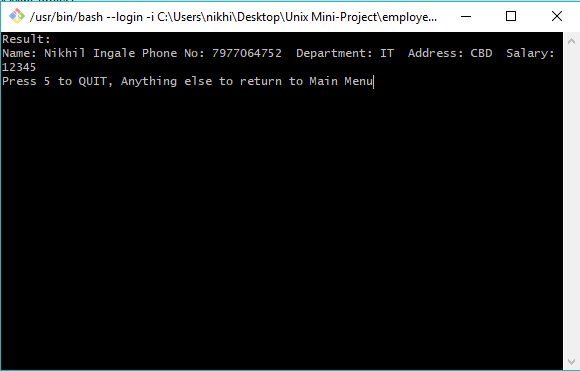 /usr/bin/bash --login -i C:\Users\nikhi\Desktop\Unix Mini-Project\employe...
Result:
Name: Nikhil Ingale Phone No: 7977064752  Department: IT  Address: CBD  Salary:
12345
Press 5 to QUIT, Anything else to return to Main Menu